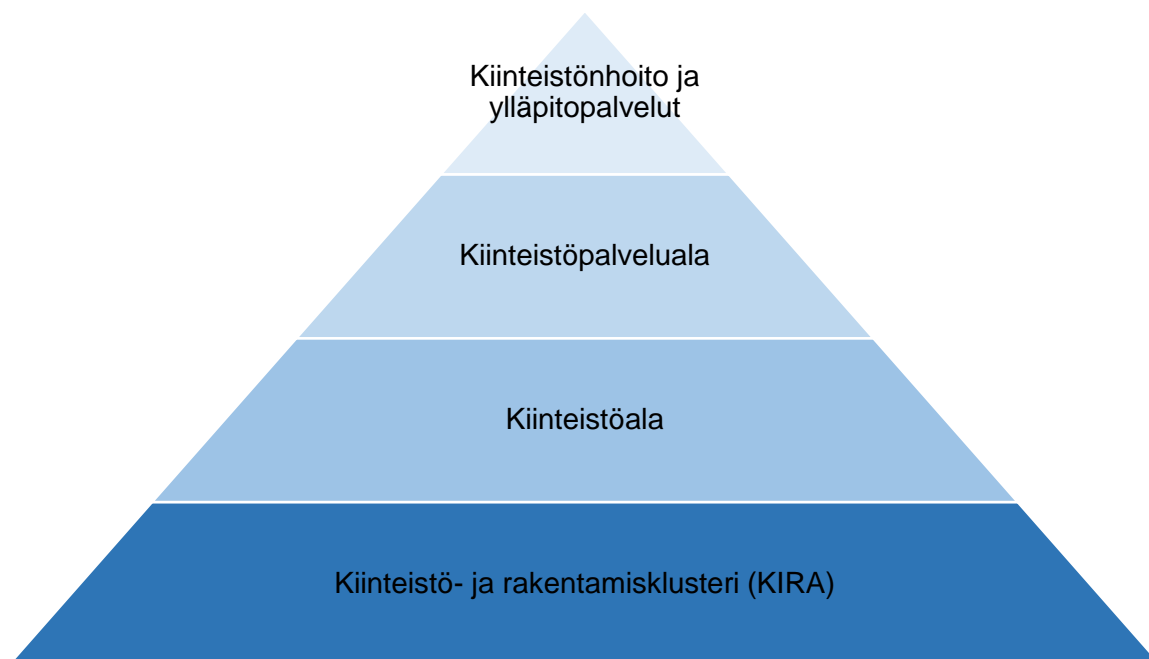 Kiinteistönhoito ja
ylläpitopalvelut
Kiinteistöpalveluala
Kiinteistöala
Kiinteistö- ja rakentamisklusteri (KIRA)